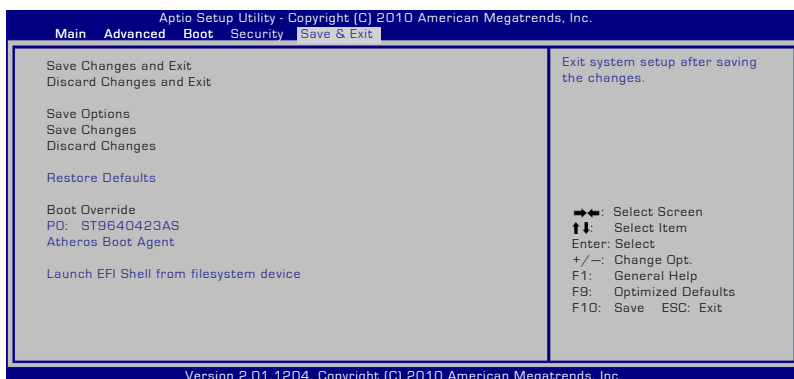 Aptio Setup Utility - Copyright (C) 2010 American Megatrends, Inc.
Main Advanced Boot Security Save & Exit
Save Changes and Exit
Discard Changes and Exit
Save Options
Save Changes
Discard Changes
Restore Defaults
Boot Override
P0: ST9640423AS
Atheros Boot Agent
Launch EFI Shell from filesystem device
Exit system setup after saving
the changes.
→←: Select Screen
↑↓: Select Item
Enter: Select
+/—: Change Opt.
F1: General Help
F9: Optimized Defaults
F10: Save ESC: Exit
Version 2.01.1204. Copyright (C) 2010 American Megatrends, Inc.